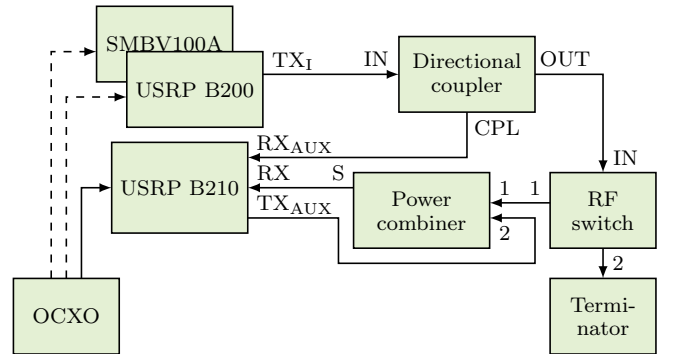 SMBV100A
USRP B200
TX_I
IN
Directional
coupler
OUT
CPL
IN
RX_AUX
USRP B210
RX
S
TX_AUX
Power
combiner
1
1
2
RF
switch
2
OCXO
Termi-
nator